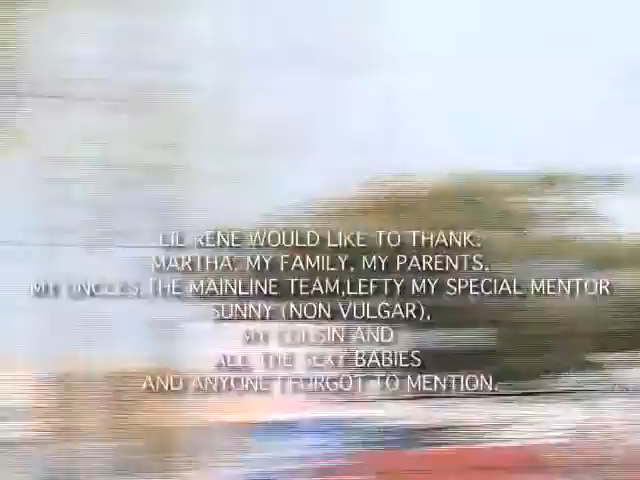 LIL RENE WOULD LIKE TO THANK:
MARTHA, MY FAMILY, MY PARENTS,
MY UNCLES,THE MAINLINE TEAM,LEFTY MY SPECIAL MENTOR
SUNNY (NON VULGAR),
MY COUSIN AND
ALL THE SEXY BABIES
AND ANYONE I FORGOT TO MENTION.